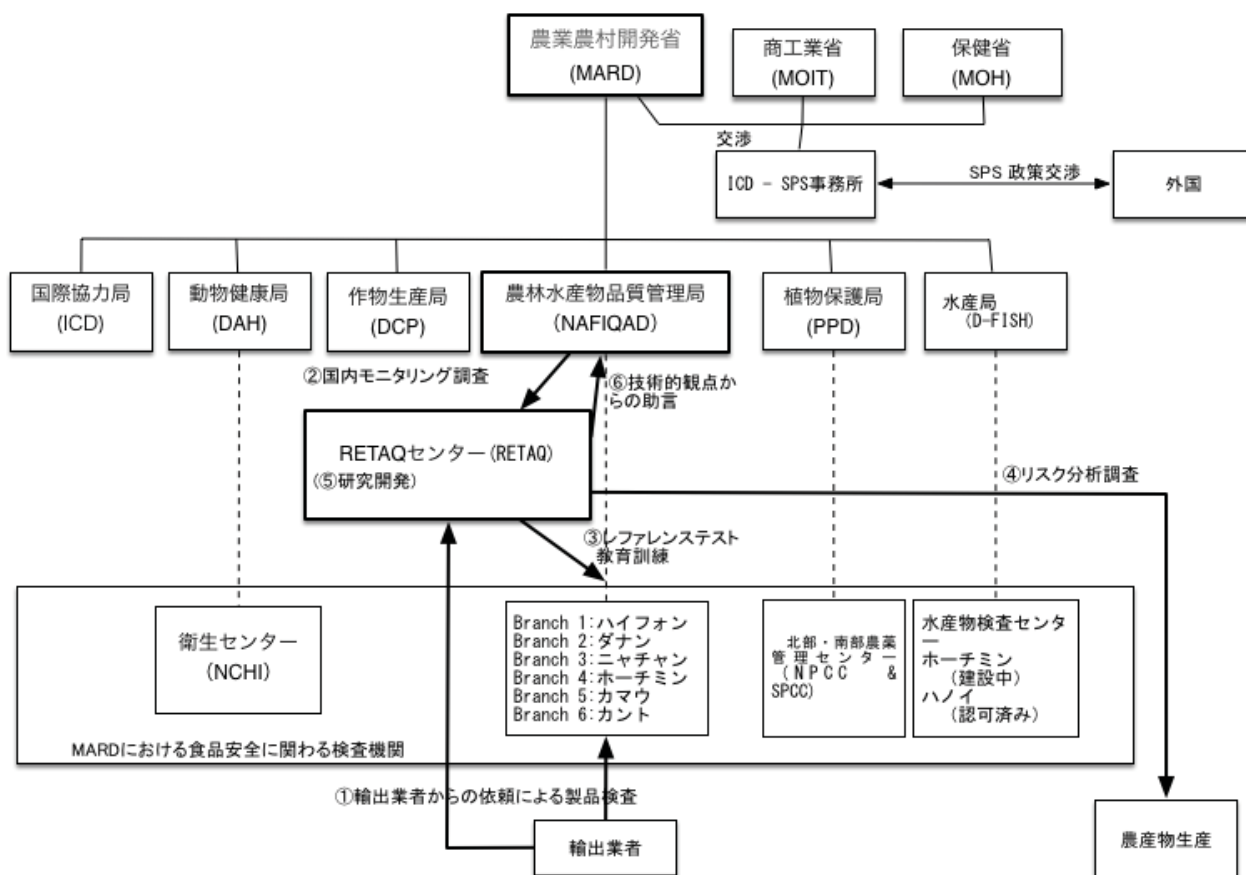 農業農村開発省
(MARD)
商工業省
(MOIT)
保健省
(MOH)
交渉
ICD - SPS事務所
SPS 政策交渉
外国
国際協力局
(ICD)
動物健康局
(DAH)
作物生産局
(DCP)
農林水産物品質管理局
(NAFIQAD)
植物保護局
(PPD)
水産局
(D-FISH)
②国内モニタリング調査
⑥技術的観点か
らの助言
RETAQセンター(RETAQ)
(⑤研究開発)
④リスク分析調査
③レファレンステスト
教育訓練
衛生センター
(NCHI)
Branch 1:ハイフォン
Branch 2:ダナン
Branch 3:ニャチャン
Branch 4:ホーチミン
Branch 5:カマウ
Branch 6:カント
北部・南部農薬
管理センター
(NPCC &
SPCC)
水産物検査センタ
ー
ホーチミン
(建設中)
ハノイ
(認可済み)
MARDにおける食品安全に関わる検査機関
①輸出業者からの依頼による製品検査
輸出業者
農産物生産